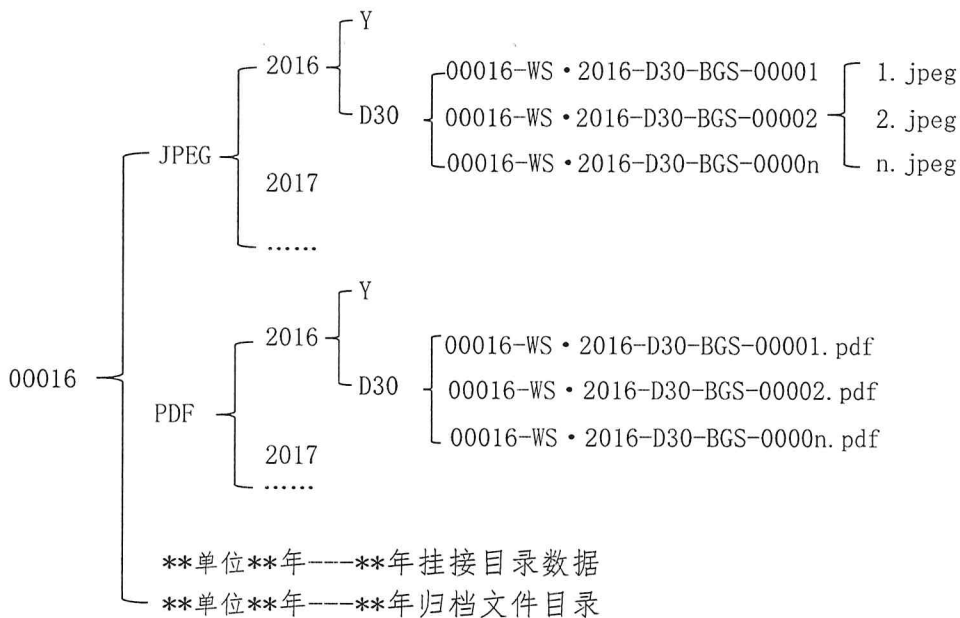 Y
2016
00016-WS·2016-D30-BGS-00001
1.jpeg
D30
00016-WS·2016-D30-BGS-00002
2.jpeg
JPEG
00016-WS·2016-D30-BGS-0000n
n.jpeg
2017
……
Y
2016
00016-WS·2016-D30-BGS-00001.pdf
00016
D30
00016-WS·2016-D30-BGS-00002.pdf
PDF
00016-WS·2016-D30-BGS-0000n.pdf
2017
……
**单位**年---**年挂接目录数据
**单位**年---**年归档文件目录